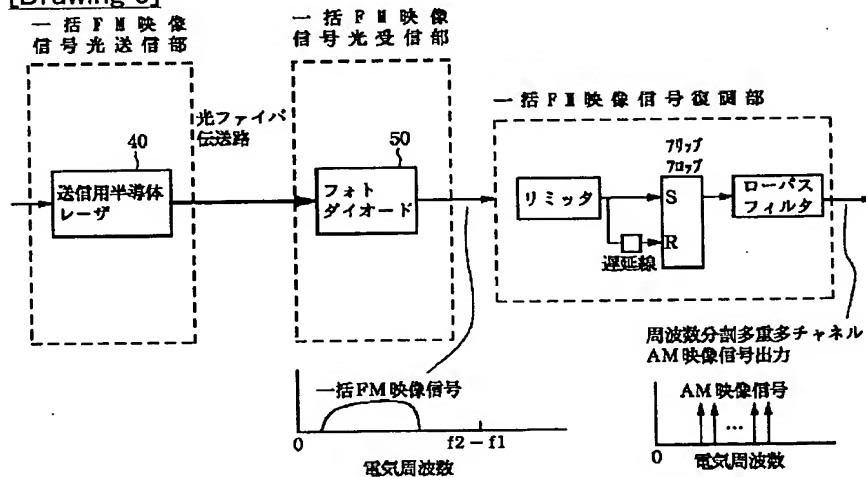 [Drawing 6]
一括FM映像
信号光送信部
一括FM映像
信号光受信部
一括FM映像信号復調部
光ファイバ
伝送路
40
送信用半導体
レーザ
50
フォト
ダイオード
リミッタ
フリップ
フロップ
S
R
遅延線
ローパス
フィルタ
周波数分割多重多チャネル
AM映像信号出力
一括FM映像信号
0
f2-f1
電気周波数
AM映像信号
...
0
電気周波数